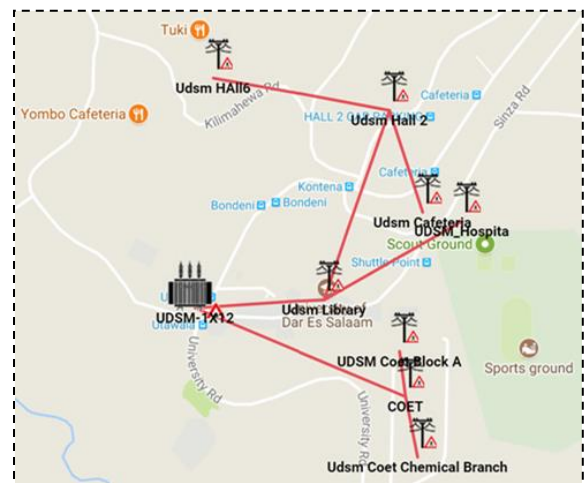 Tuki
Udsm HAll6
Cafeteria
Udsm Hall 2
Sinza Rd
Yombo Cafeteria
Kilimahewa Rd
Cafeteria
Kontena
Bondeni
Bondeni
Udsm Cafeteria
UDSM_Hospita
Scout Ground
Shuttle Point
UDSM-1X12
Udsm Library
Dar Es Salaam
Utawala
University Rd
UDSM Coet Block A
Sports ground
COET
University Rd
Udsm Coet Chemical Branch